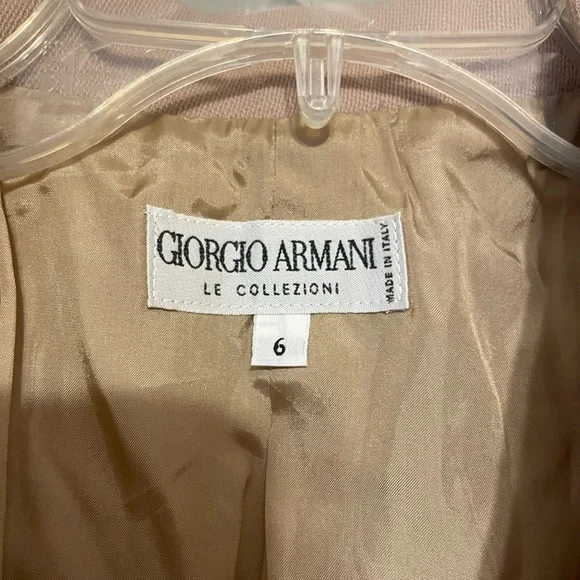 GIORGIO ARMANI
LE COLLEZIONI
MADE IN ITALY
6